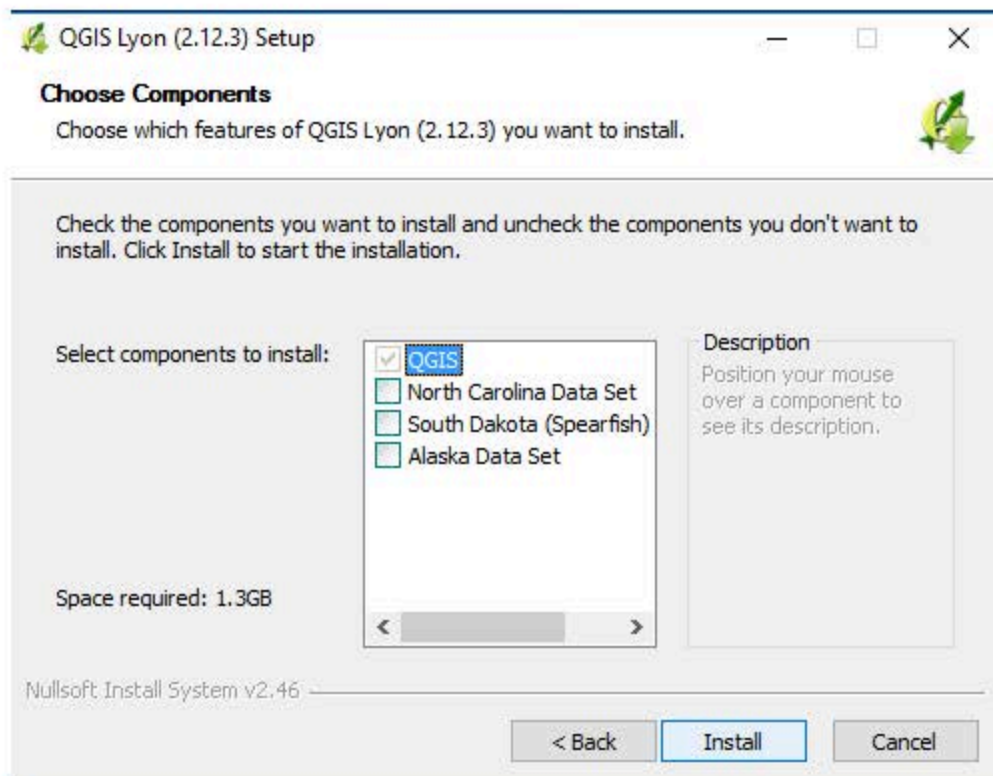 QGIS Lyon (2.12.3) Setup
Choose Components
Choose which features of QGIS Lyon (2.12.3) you want to install.
Check the components you want to install and uncheck the components you don't want to
install. Click Install to start the installation.
Select components to install:
QGIS
North Carolina Data Set
South Dakota (Spearfish)
Alaska Data Set
Description
Position your mouse
over a component to
see its description.
Space required: 1.3GB
Nullsoft Install System v2.46
< Back
Install
Cancel